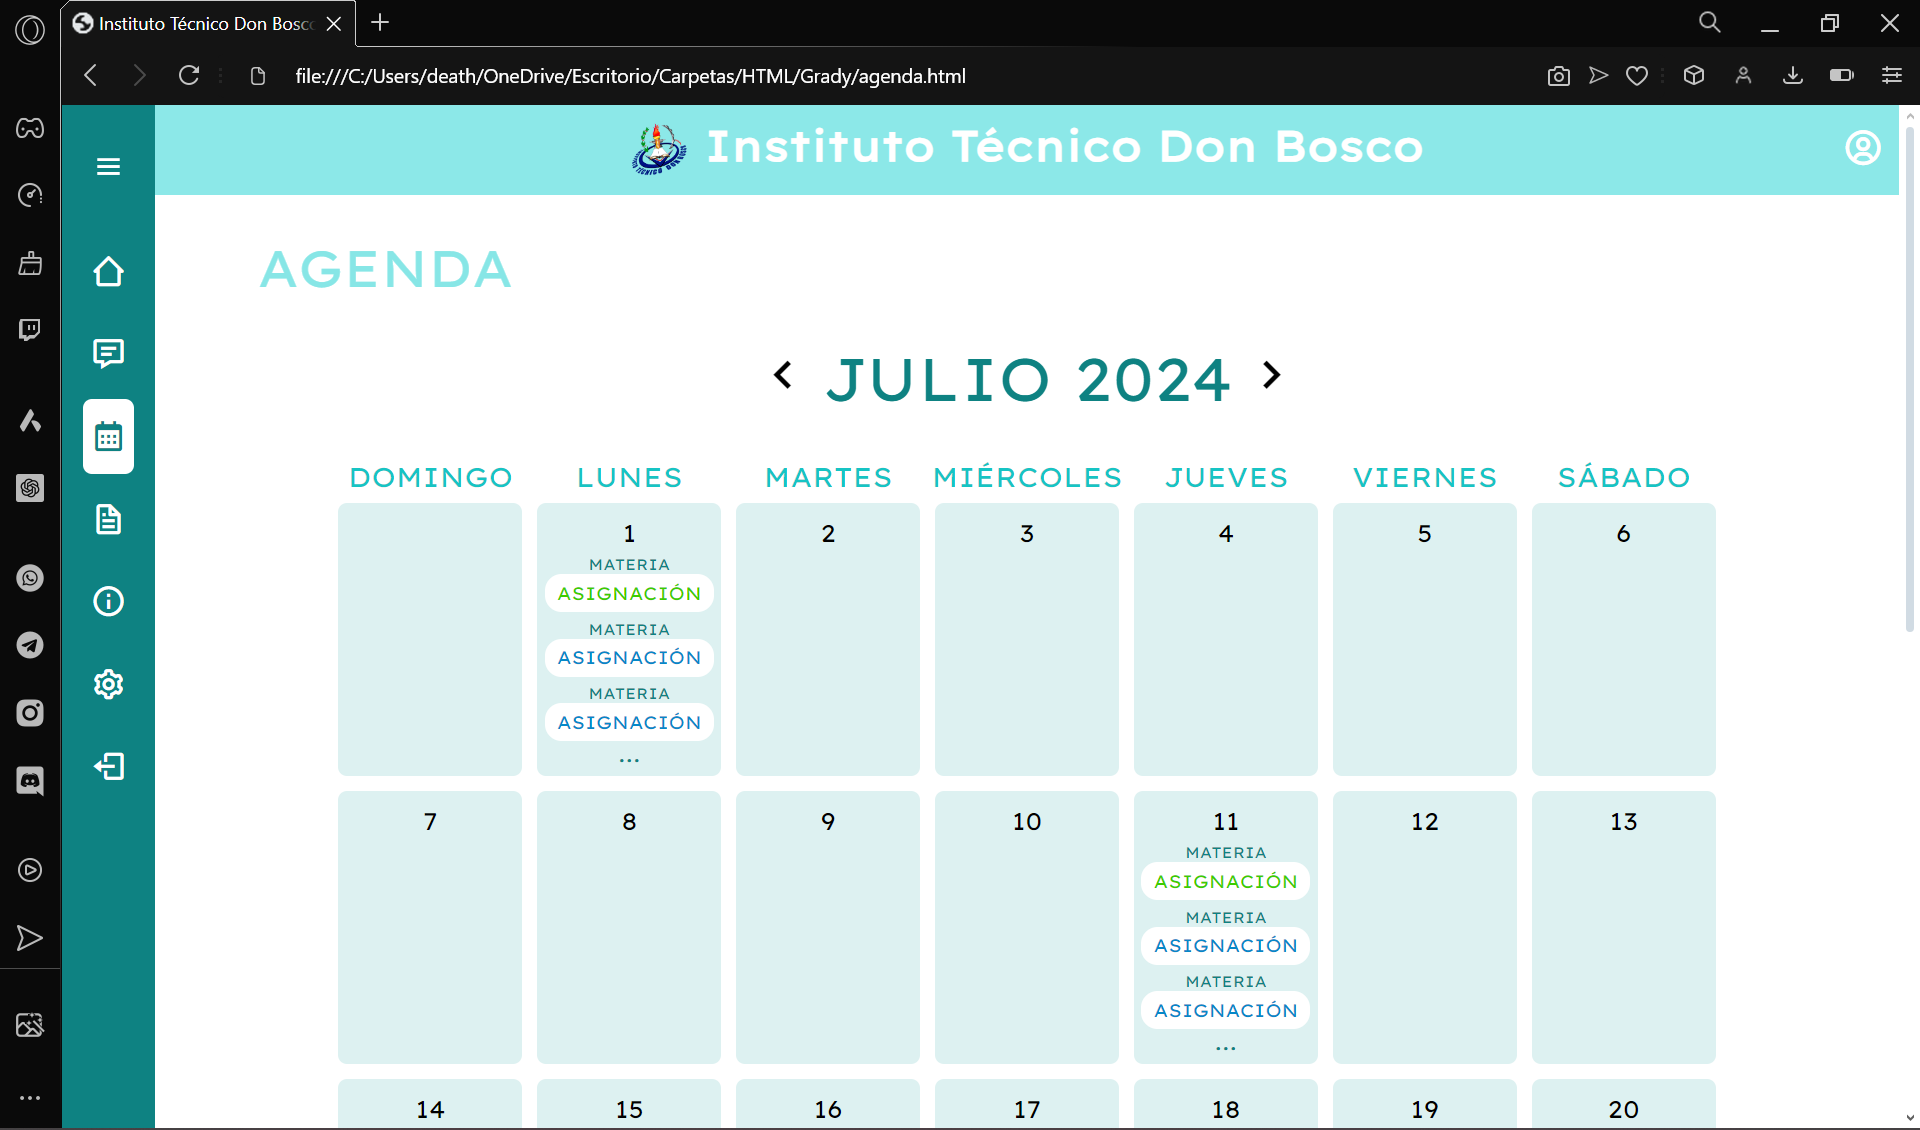 Instituto Técnico Don Bosc
file:///C:/Users/death/OneDrive/Escritorio/Carpetas/HTML/Grady/agenda.html
Instituto Técnico Don Bosco
AGENDA
JULIO 2024
DOMINGO LUNES MARTES MIÉRCOLES JUEVES VIERNES SÁBADO
1 2 3 4 5 6
MATERIA
ASIGNACIÓN
MATERIA
ASIGNACIÓN
MATERIA
ASIGNACIÓN
...
7 8 9 10 11 12 13
MATERIA
ASIGNACIÓN
MATERIA
ASIGNACIÓN
MATERIA
ASIGNACIÓN
...
14 15 16 17 18 19 20